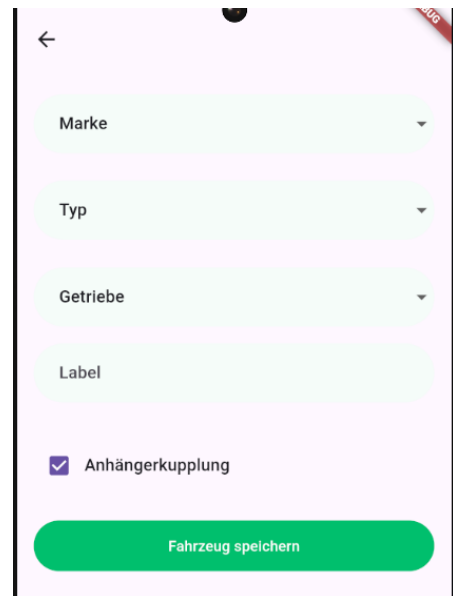 Marke
Typ
Getriebe
Label
Anhängerkupplung
Fahrzeug speichern